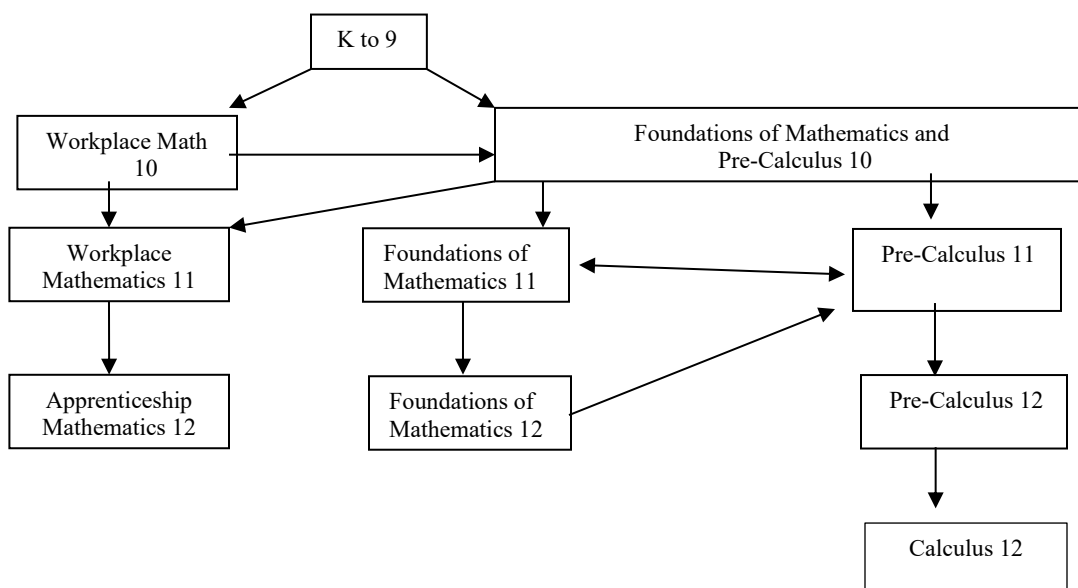 K to 9
Workplace Math
10
Foundations of Mathematics and
Pre-Calculus 10
Workplace
Mathematics 11
Foundations of
Mathematics 11
Pre-Calculus 11
Apprenticeship
Mathematics 12
Foundations of
Mathematics 12
Pre-Calculus 12
Calculus 12